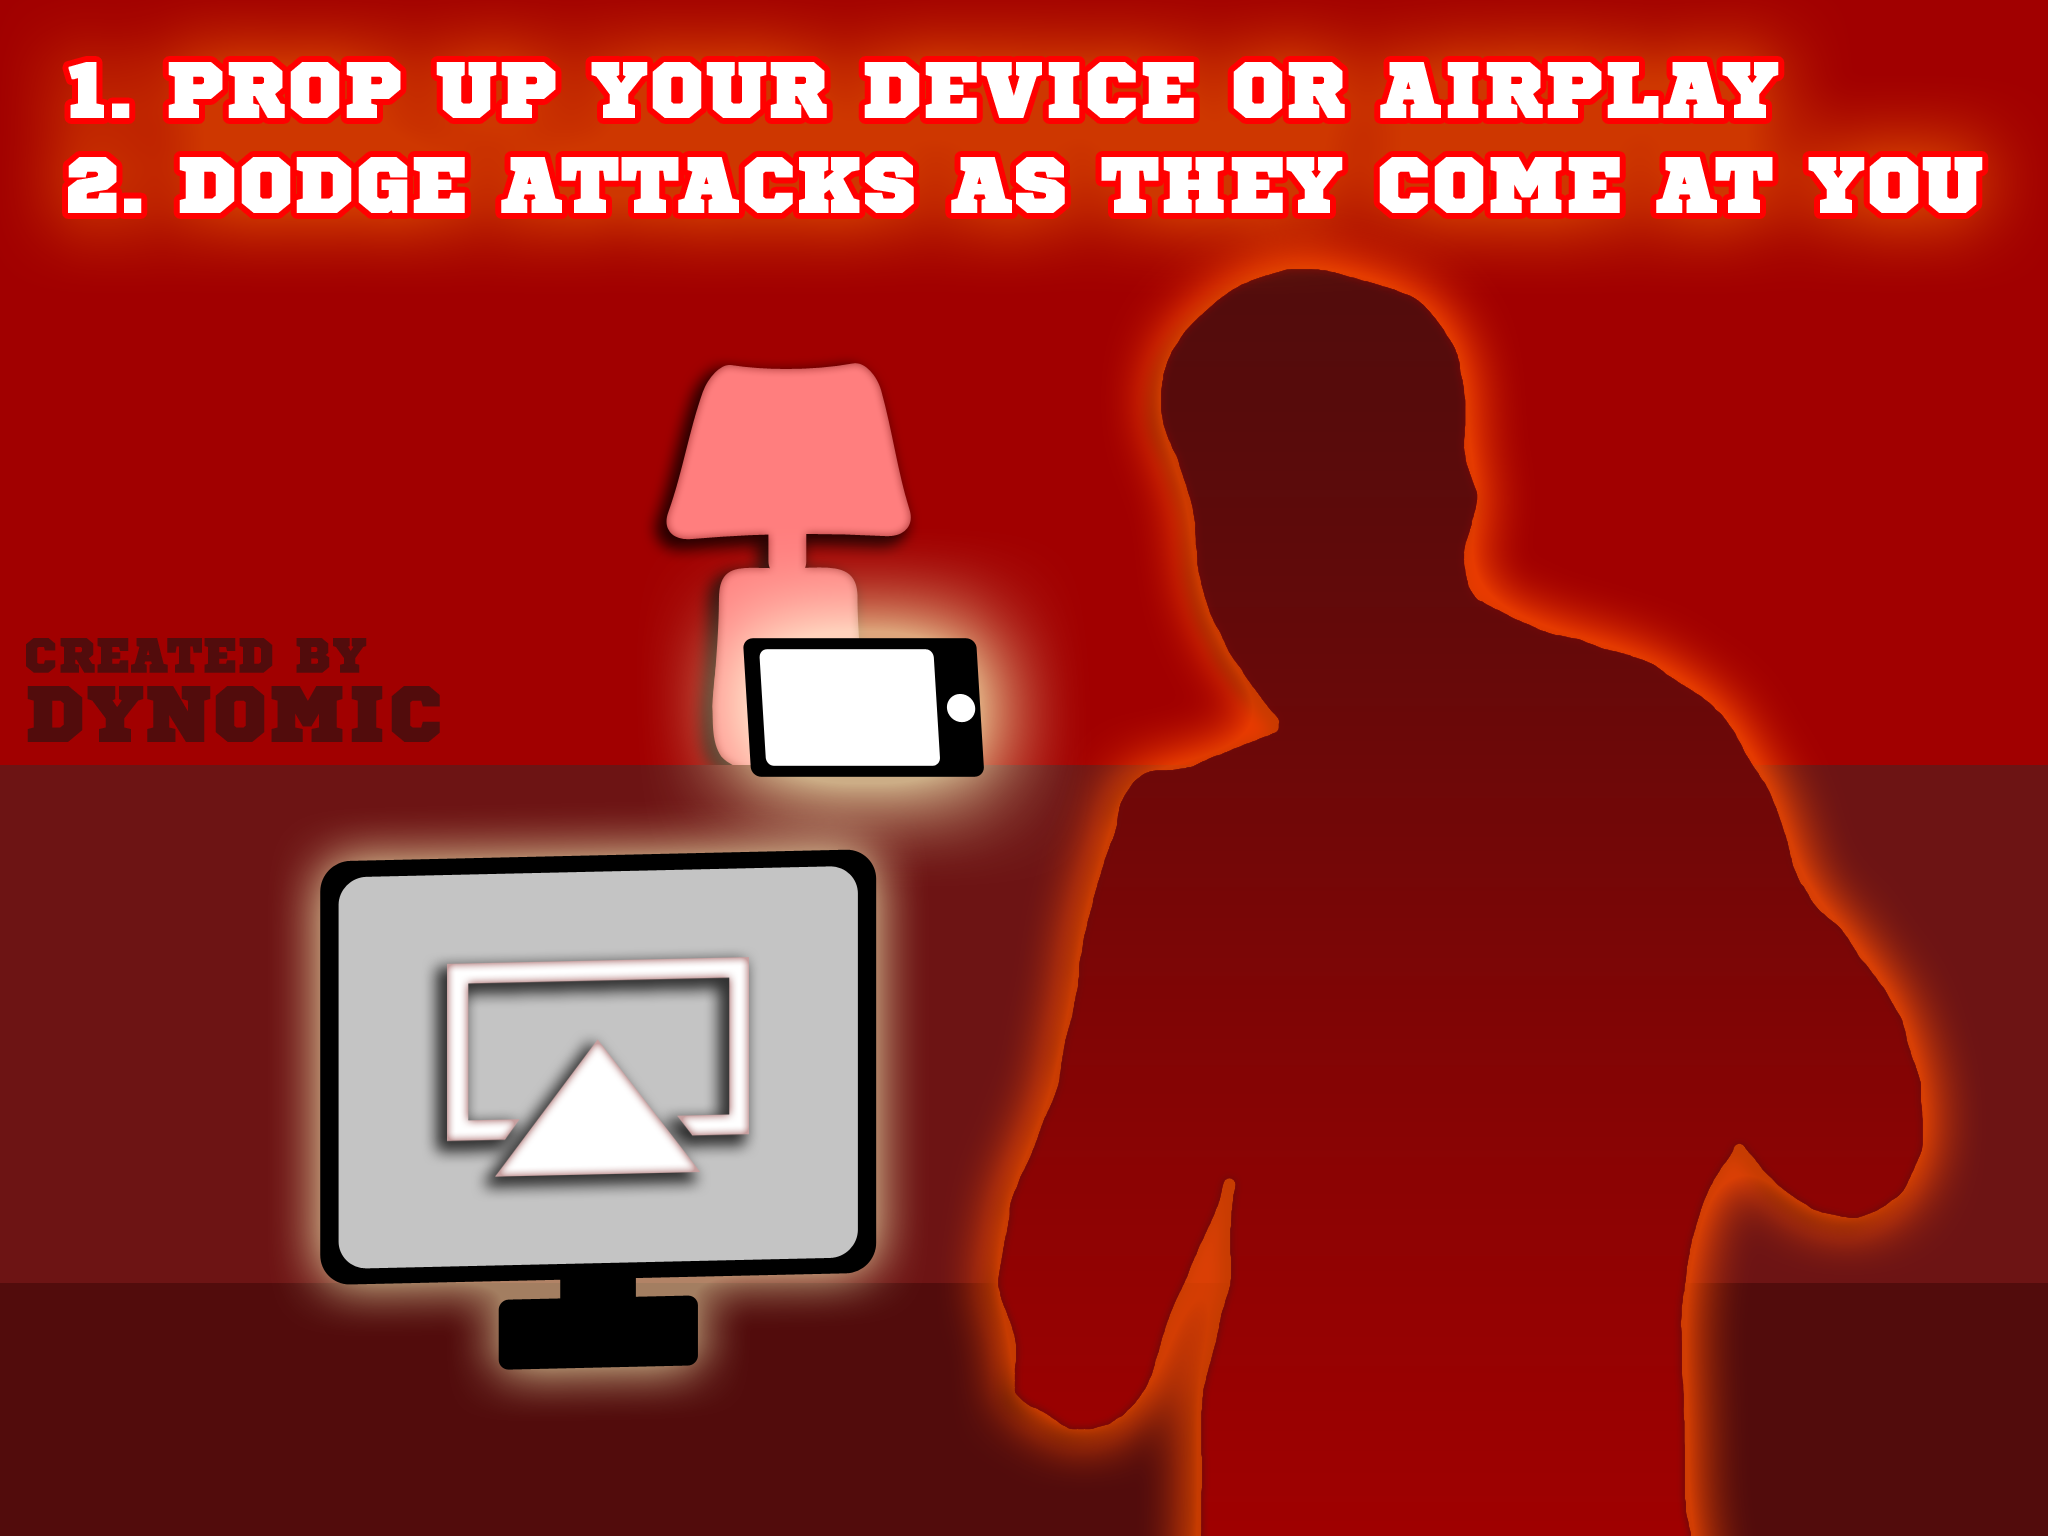 1. PROP UP YOUR DEVICE OR AIRPLAY
2. DODGE ATTACKS AS THEY COME AT YOU
CREATED BY
DYNOMIC